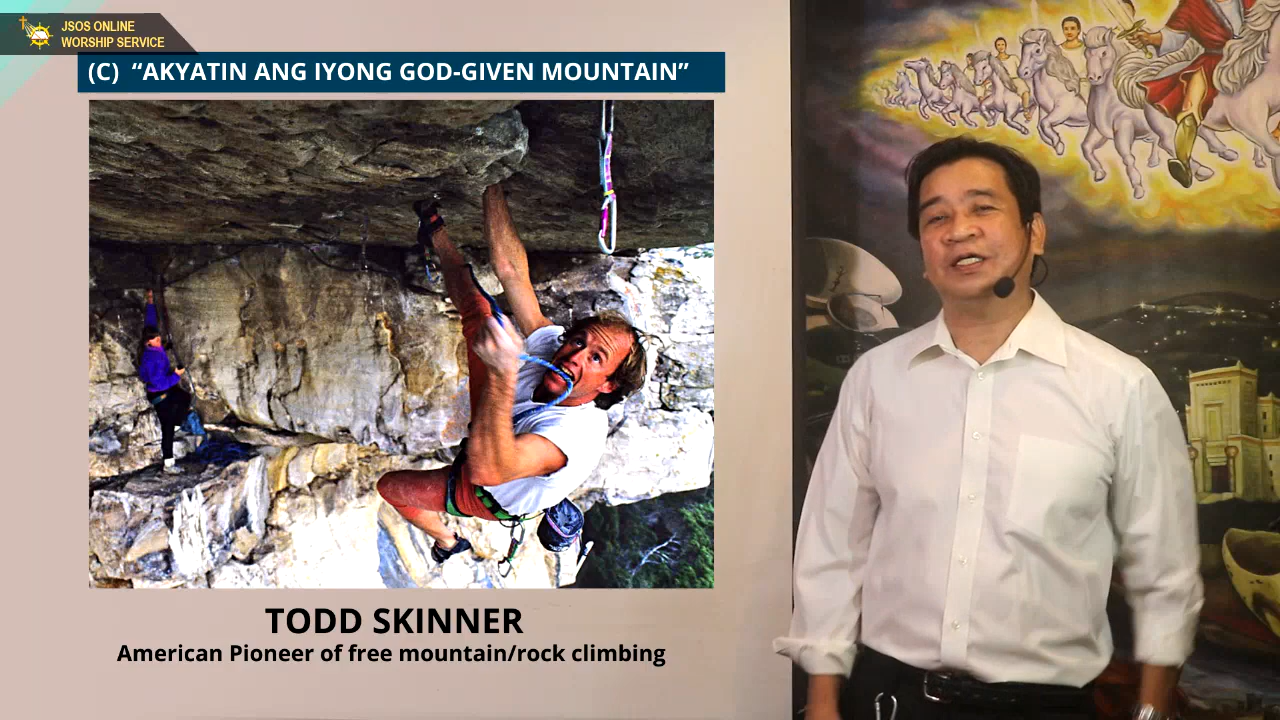 JSOS ONLINE
WORSHIP SERVICE
(C) “AKYATIN ANG IYONG GOD-GIVEN MOUNTAIN”
TODD SKINNER
American Pioneer of free mountain/rock climbing